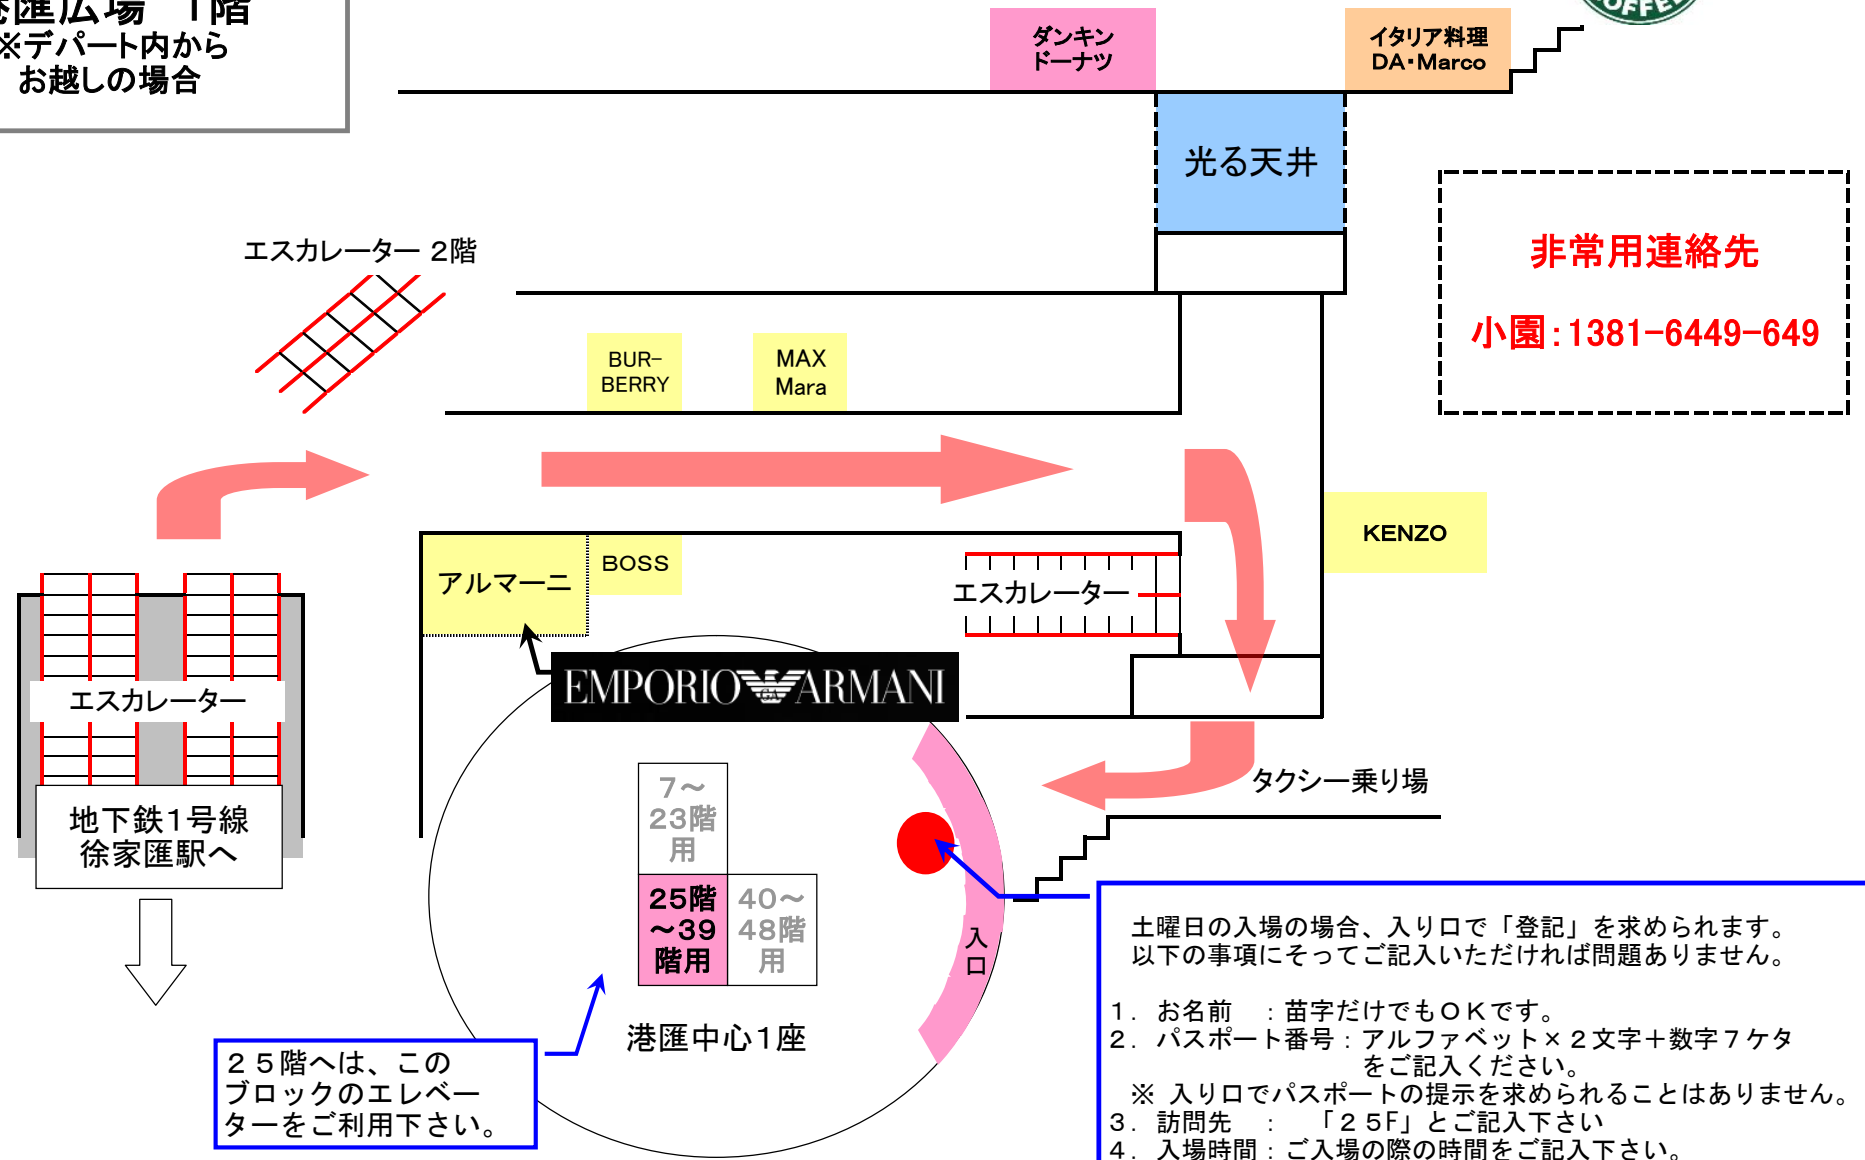 港匯広場 1階
※デパート内から
お越しの場合
ダンキン
ドーナツ
イタリア料理
DA・Marco
COFFEE
光る天井
非常用連絡先
小園：1381-6449-649
エスカレーター 2階
BUR-
BERRY
MAX
Mara
KENZO
アルマーニ
BOSS
エスカレーター
EMPORIO ARMANI
GA
エスカレーター
地下鉄1号線
徐家匯駅へ
タクシー乗り場
7～
23階
用
25階
～39
階用
40～
48階
用
入
口
港匯中心1座
２５階へは、この
ブロックのエレベー
ターをご利用下さい。
土曜日の入場の場合、入り口で「登記」を求められます。
以下の事項にそってご記入いただければ問題ありません。
1． お名前 ：苗字だけでもＯＫです。
2． パスポート番号：アルファベット×２文字＋数字７ケタ
をご記入ください。
※ 入り口でパスポートの提示を求められることはありません。
3． 訪問先 ： 「２５F」とご記入下さい
4． 入場時間：ご入場の際の時間をご記入下さい。